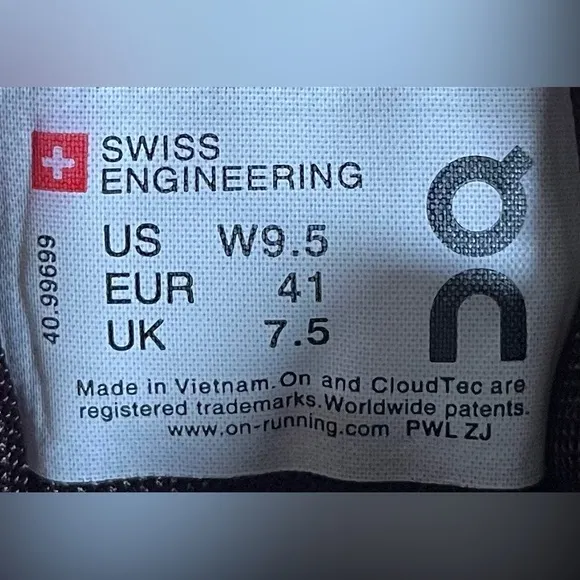 SWISS
ENGINEERING
US W9.5
EUR 41
UK 7.5
40.99699
On
Made in Vietnam.On and CloudTec are
registered trademarks.Worldwide patents.
www.on-running.com PWL ZJ